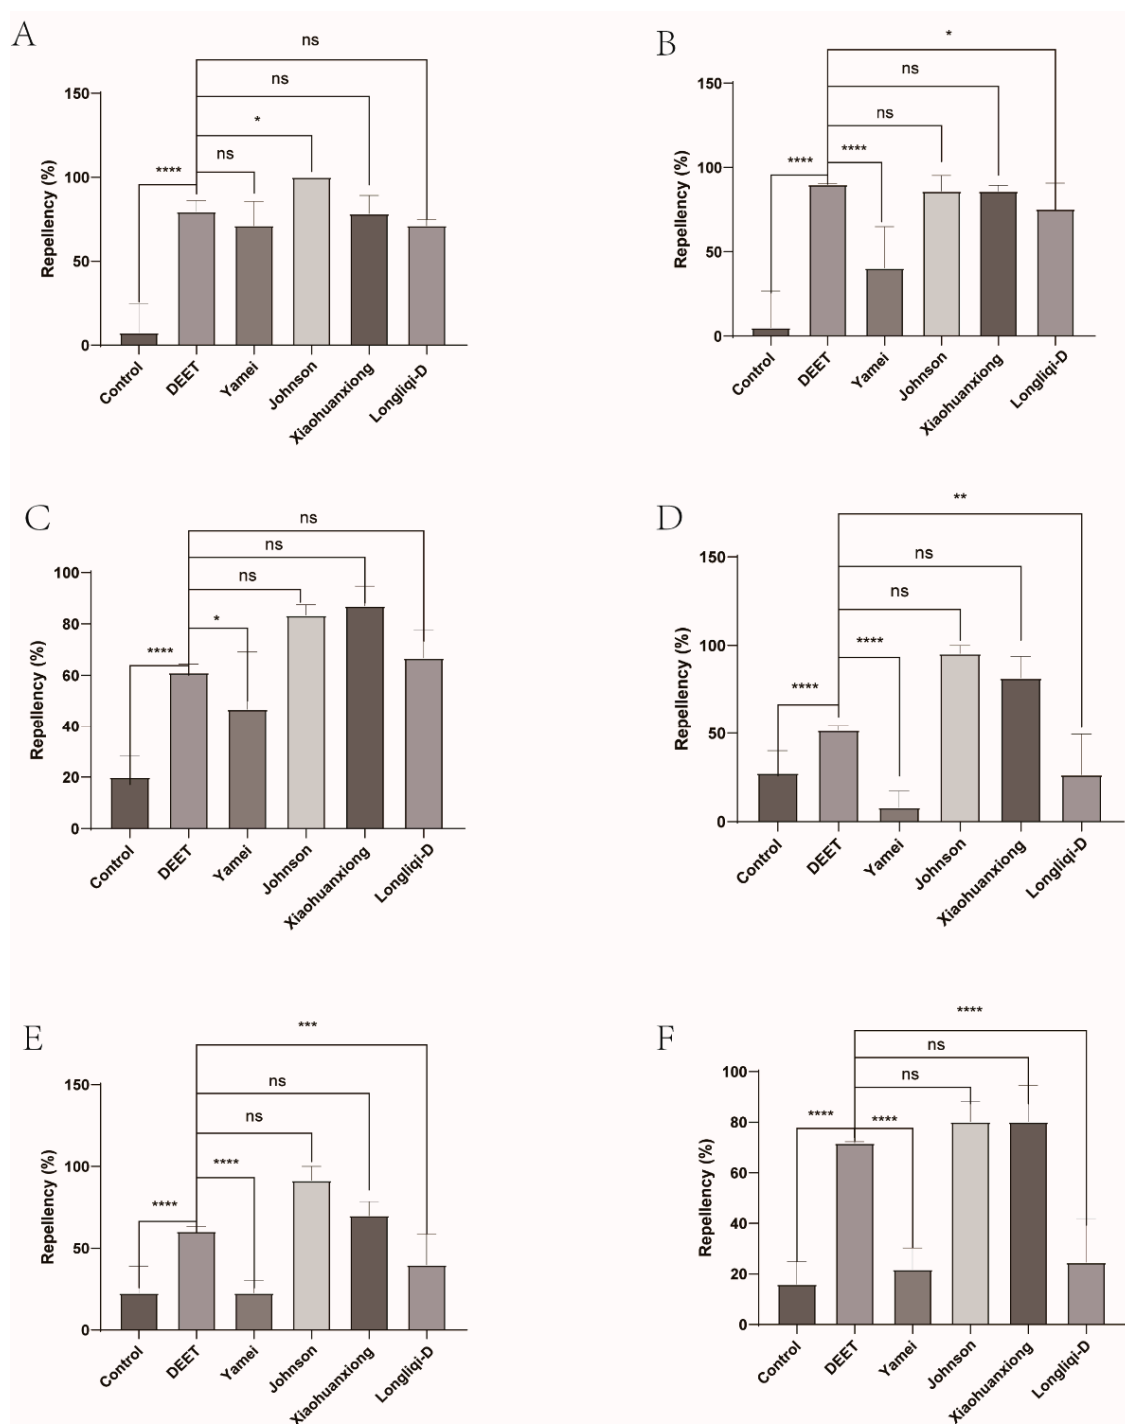 A
ns
ns
*
ns
****
Repellency (%)
150
100
50
0
Control
DEET
Yamei
Johnson
Xiaohuanxiong
Longliqi-D
B
*
ns
ns
****
****
Repellency (%)
150
100
50
0
Control
DEET
Yamei
Johnson
Xiaohuanxiong
Longliqi-D
C
ns
ns
ns
*
****
Repellency (%)
100
80
60
40
20
0
Control
DEET
Yamei
Johnson
Xiaohuanxiong
Longliqi-D
D
**
ns
ns
****
****
Repellency (%)
150
100
50
0
Control
DEET
Yamei
Johnson
Xiaohuanxiong
Longliqi-D
E
***
ns
ns
****
****
Repellency (%)
150
100
50
0
Control
DEET
Yamei
Johnson
Xiaohuanxiong
Longliqi-D
F
****
ns
ns
**** ****
Repellency (%)
100
80
60
40
20
0
Control
DEET
Yamei
Johnson
Xiaohuanxiong
Longliqi-D